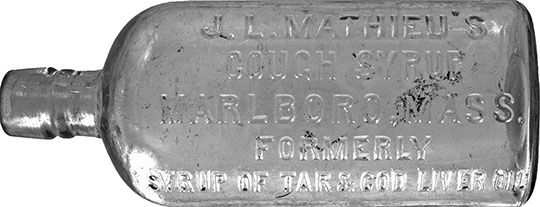 J. L. MATHIEU'S
COUGH SYRUP
MARLBORO, MASS.
FORMERLY
SYRUP OF TAR & COD LIVER OIL